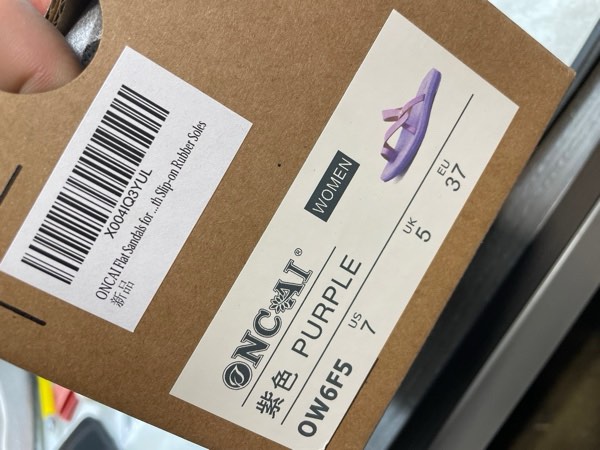 X004IQ3YUL
ONCAI Flat Sandals for ...th Slip-on Rubber Soles
新品
ONCAI®
WOMEN
紫色 PURPLE
OW6F5
US
7
UK
5
EU
37